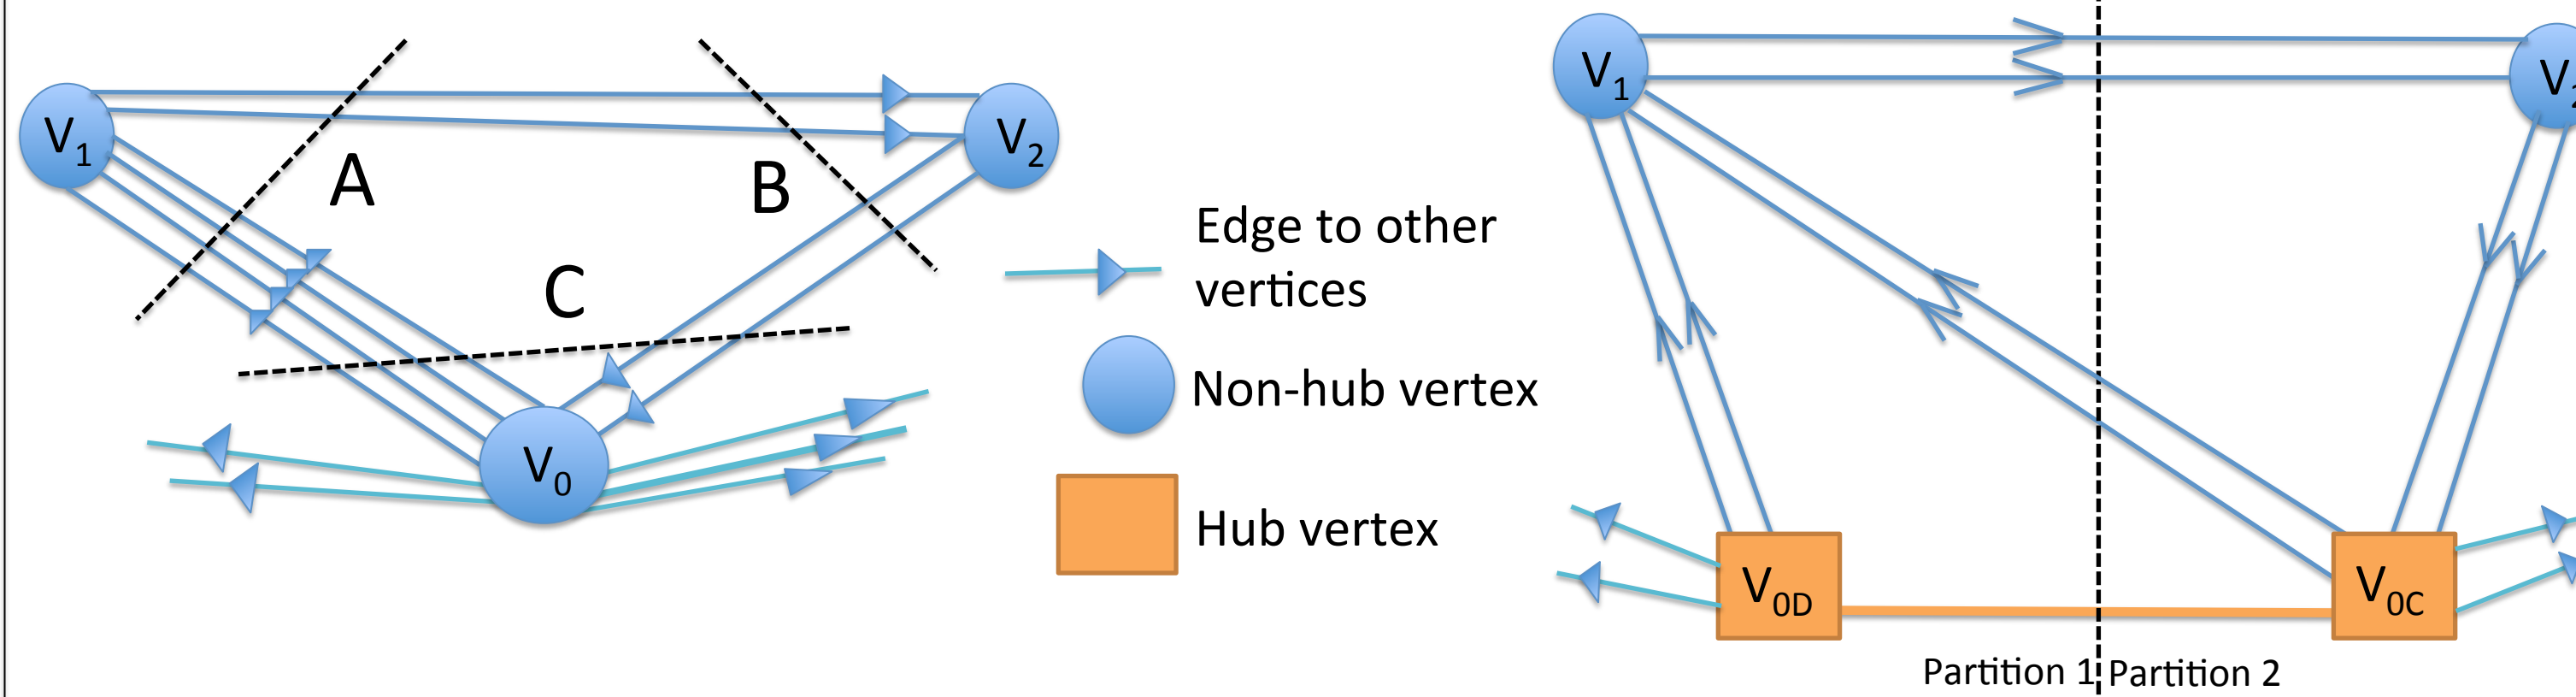 V1
A
B
V2
C
V0
Edge to other
vertices
Non-hub vertex
Hub vertex
V1
V2
V0D
V0C
Partition 1
Partition 2